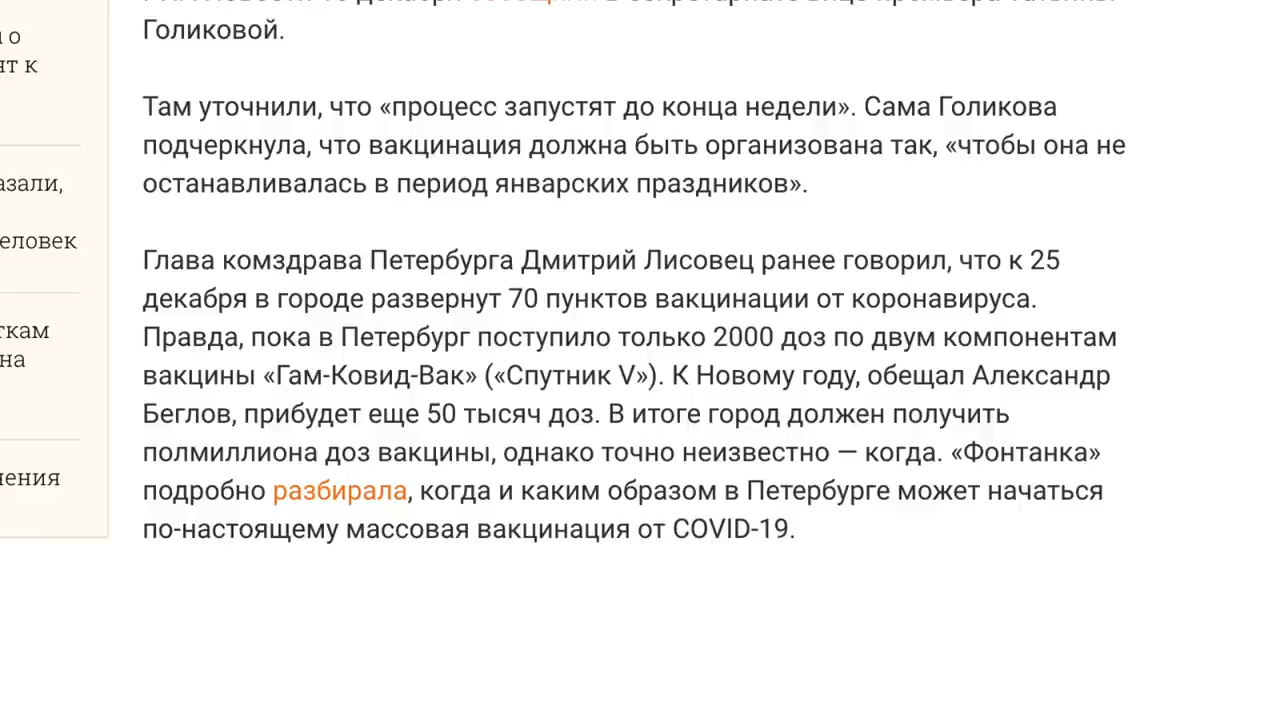 Голиковой.
Там уточнили, что «процесс запустят до конца недели». Сама Голикова
подчеркнула, что вакцинация должна быть организована так, «чтобы она не
останавливалась в период январских праздников».
Глава комздрава Петербурга Дмитрий Лисовец ранее говорил, что к 25
декабря в городе развернут 70 пунктов вакцинации от коронавируса.
Правда, пока в Петербург поступило только 2000 доз по двум компонентам
вакцины «Гам-Ковид-Вак» («Спутник V»). К Новому году, обещал Александр
Беглов, прибудет еще 50 тысяч доз. В итоге город должен получить
полмиллиона доз вакцины, однако точно неизвестно — когда. «Фонтанка»
подробно разбирала, когда и каким образом в Петербурге может начаться
по-настоящему массовая вакцинация от COVID-19.
о
к
на